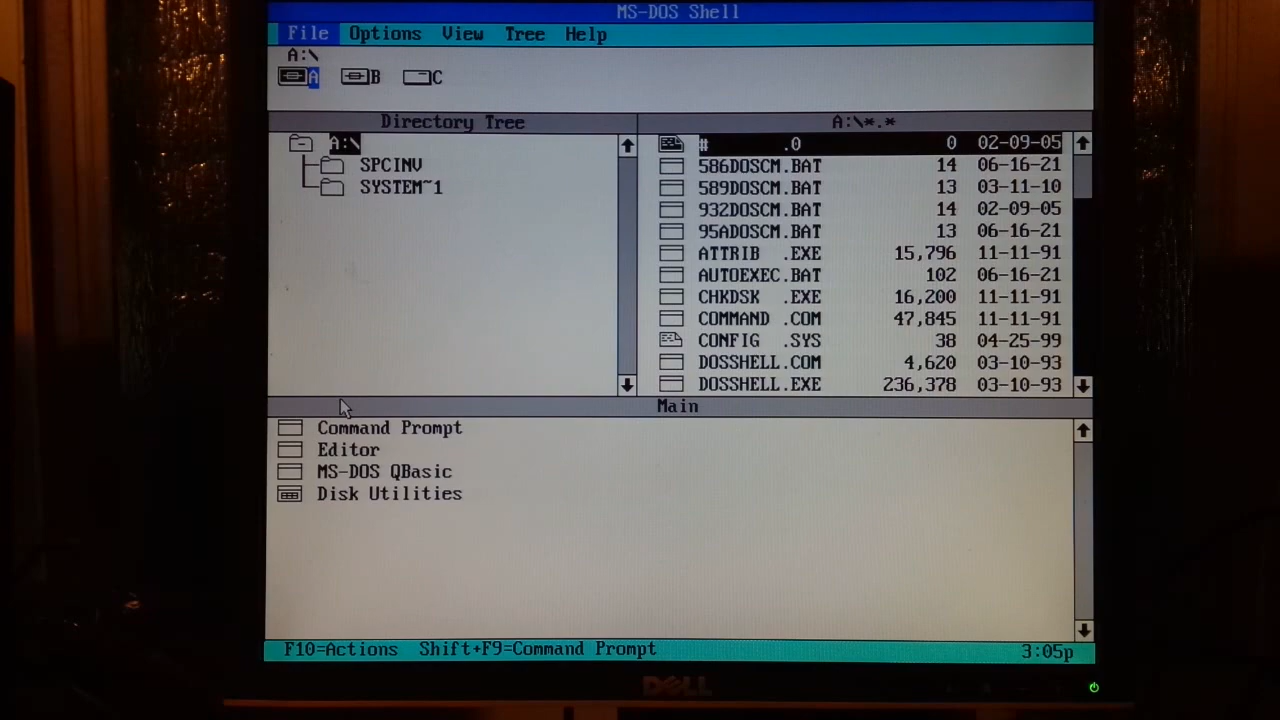 MS-DOS Shell
File Options View Tree Help
A:\
A B C
Directory Tree
A:\
SPCINV
SYSTEM~1
A:\*.*
# .0 0 02-09-05
586DOSCM.BAT 14 06-16-21
589DOSCM.BAT 13 03-11-10
932DOSCM.BAT 14 02-09-05
95ADOSCM.BAT 13 06-16-21
ATTRIB .EXE 15,796 11-11-91
AUTOEXEC.BAT 102 06-16-21
CHKDSK .EXE 16,200 11-11-91
COMMAND .COM 47,845 11-11-91
CONFIG .SYS 38 04-25-99
DOSSHELL.COM 4,620 03-10-93
DOSSHELL.EXE 236,378 03-10-93
Main
Command Prompt
Editor
MS-DOS QBasic
Disk Utilities
F10=Actions Shift+F9=Command Prompt 3:05p
DELL